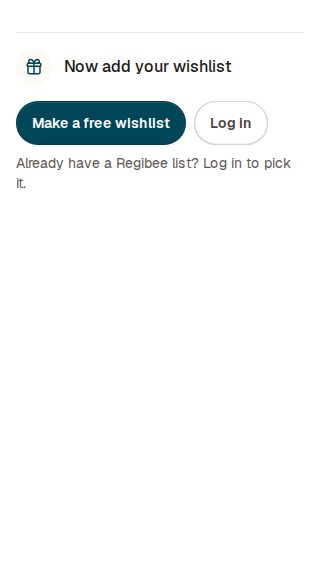 Now add your wishlist
Make a free wishlist
Log in
Already have a Regibee list? Log in to pick
it.